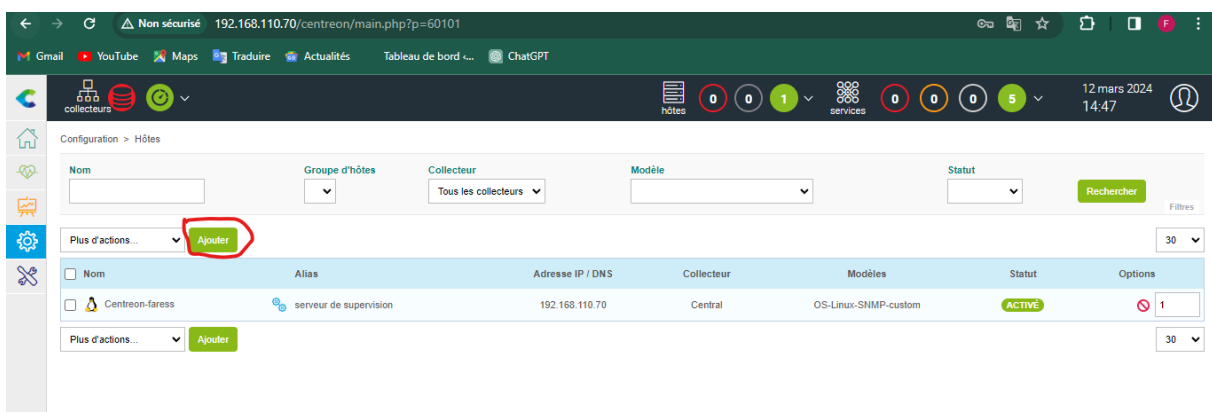 Non sécurisé 192.168.110.70/centreon/main.php?p=60101 F
Gmail YouTube Maps Traduire Actualités Tableau de bord <... ChatGPT
collecteurs hôtes 0 0 1 services 0 0 0 5 12 mars 2024
14:47
Configuration > Hôtes
Nom Groupe d'hôtes Collecteur Modèle Statut
Tous les collecteurs Rechercher
Filtres
Plus d'actions... Ajouter 30
Nom Alias Adresse IP / DNS Collecteur Modèles Statut Options
Centreon-faress serveur de supervision 192.168.110.70 Central OS-Linux-SNMP-custom ACTIVÉ 1
Plus d'actions... Ajouter 30